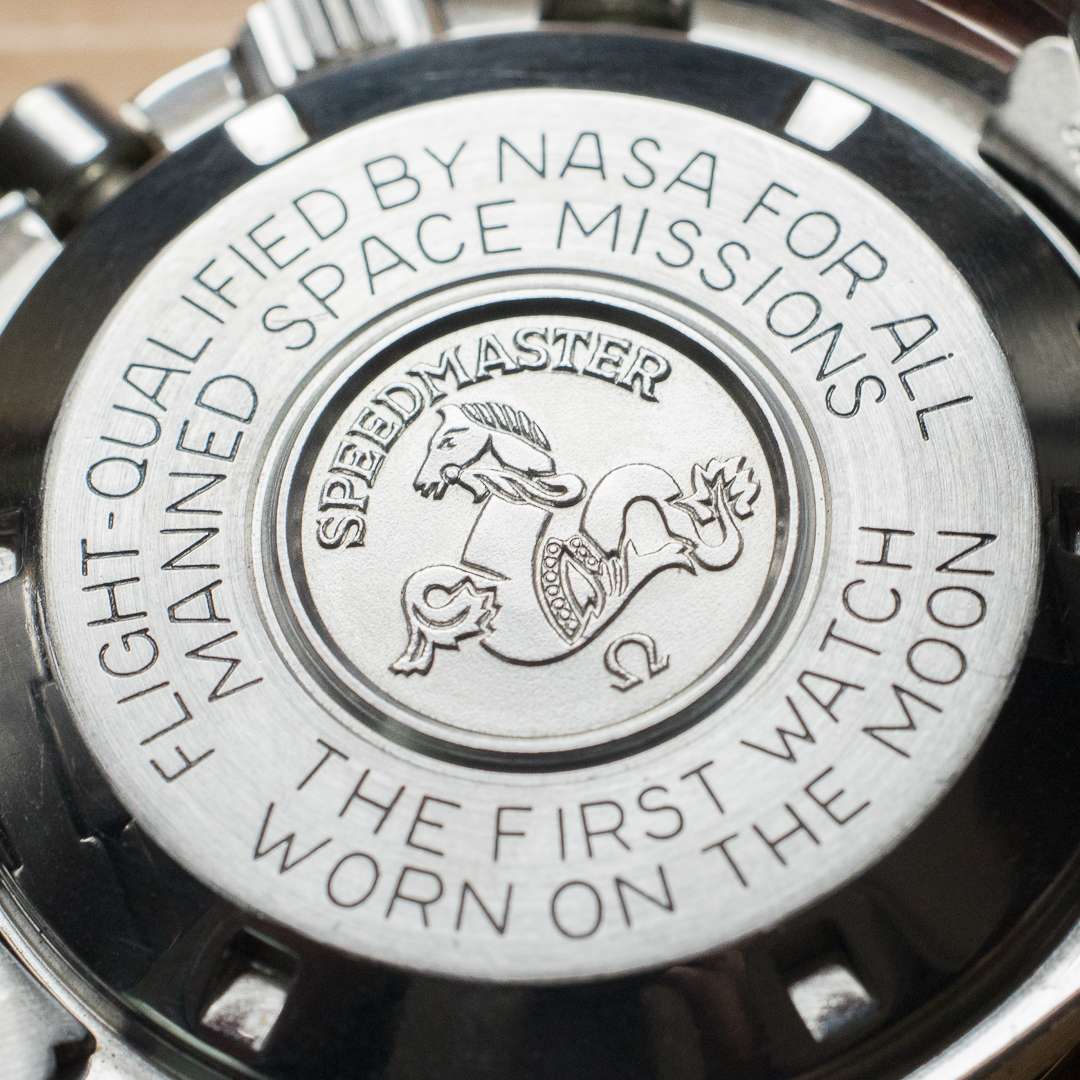 FLIGHT-QUALIFIED BY NASA FOR ALL
MANNED SPACE MISSIONS
SPEEDMASTER
Ω
THE FIRST WATCH
WORN ON THE MOON